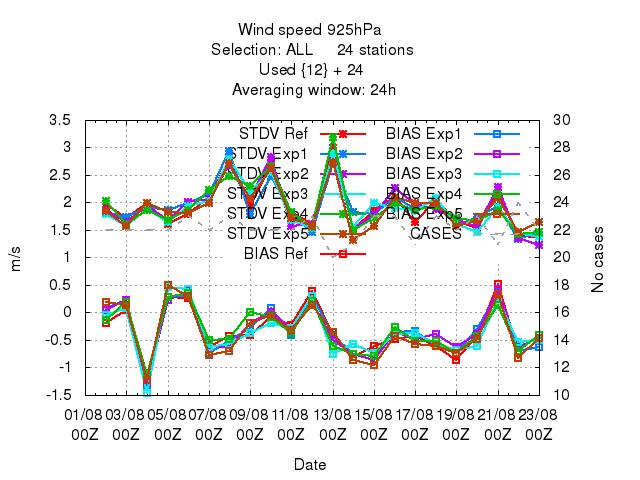 Wind speed 925hPa
Selection: ALL 24 stations
Used {12} + 24
Averaging window: 24h
3.5
3
2.5
2
1.5
1
0.5
0
-0.5
-1
-1.5
m/s
30
28
26
24
22
20
18
16
14
12
10
No cases
STDV Ref
STDV Exp1
STDV Exp2
STDV Exp3
STDV Exp4
STDV Exp5
BIAS Ref
BIAS Exp1
BIAS Exp2
BIAS Exp3
BIAS Exp4
BIAS Exp5
CASES
01/08 03/08 05/08 07/08 09/08 11/08 13/08 15/08 17/08 19/08 21/08 23/08
00Z 00Z 00Z 00Z 00Z 00Z 00Z 00Z 00Z 00Z 00Z 00Z
Date